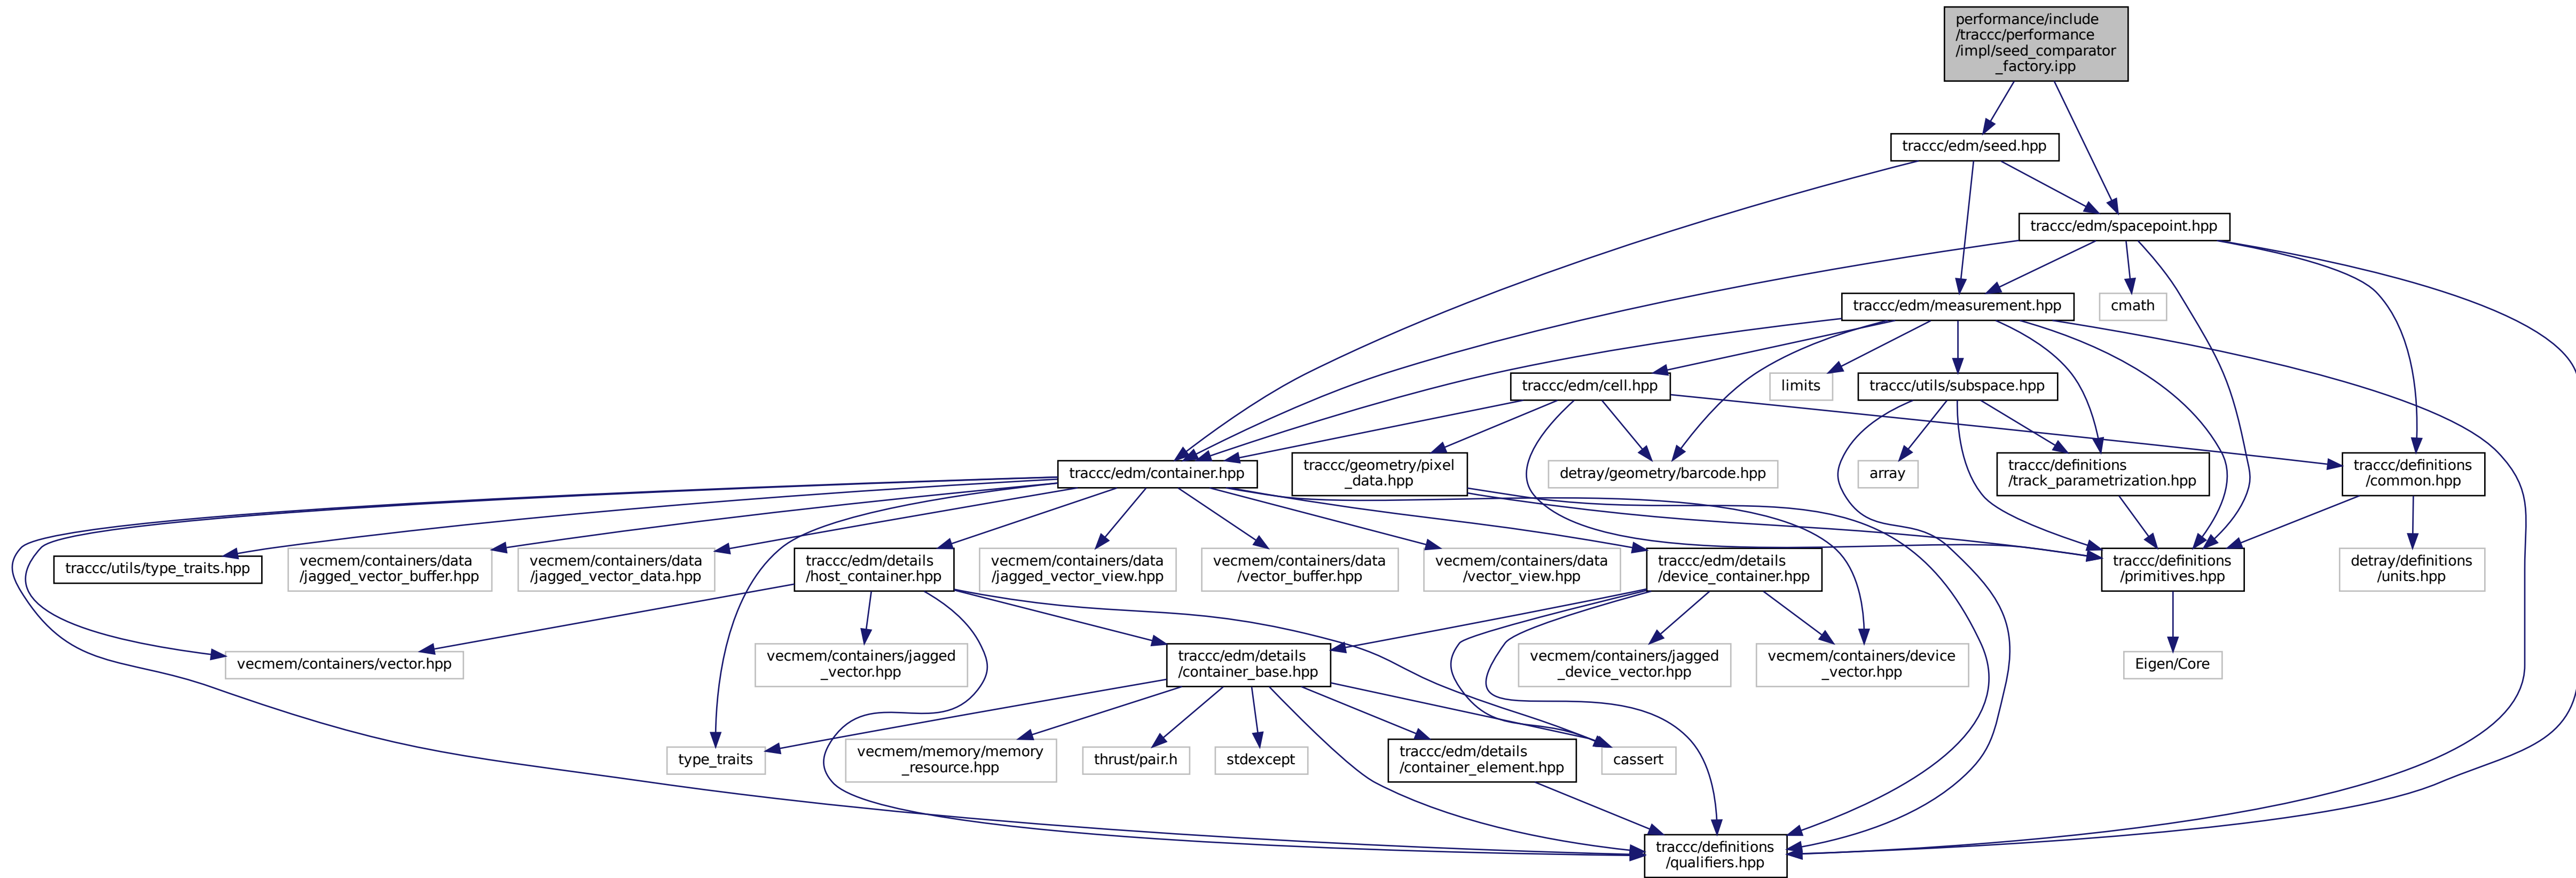 performance/include
/traccc/performance
/impl/seed_comparator
_factory.ipp
traccc/edm/seed.hpp
traccc/edm/spacepoint.hpp
traccc/edm/measurement.hpp
cmath
traccc/edm/cell.hpp
limits
traccc/utils/subspace.hpp
traccc/edm/container.hpp
traccc/geometry/pixel
_data.hpp
detray/geometry/barcode.hpp
array
traccc/definitions
/track_parametrization.hpp
traccc/definitions
/common.hpp
traccc/utils/type_traits.hpp
vecmem/containers/data
/jagged_vector_buffer.hpp
vecmem/containers/data
/jagged_vector_data.hpp
traccc/edm/details
/host_container.hpp
vecmem/containers/data
/jagged_vector_view.hpp
vecmem/containers/data
/vector_buffer.hpp
vecmem/containers/data
/vector_view.hpp
traccc/edm/details
/device_container.hpp
traccc/definitions
/primitives.hpp
detray/definitions
/units.hpp
vecmem/containers/vector.hpp
vecmem/containers/jagged
_vector.hpp
traccc/edm/details
/container_base.hpp
vecmem/containers/jagged
_device_vector.hpp
vecmem/containers/device
_vector.hpp
Eigen/Core
type_traits
vecmem/memory/memory
_resource.hpp
thrust/pair.h
stdexcept
traccc/edm/details
/container_element.hpp
cassert
traccc/definitions
/qualifiers.hpp